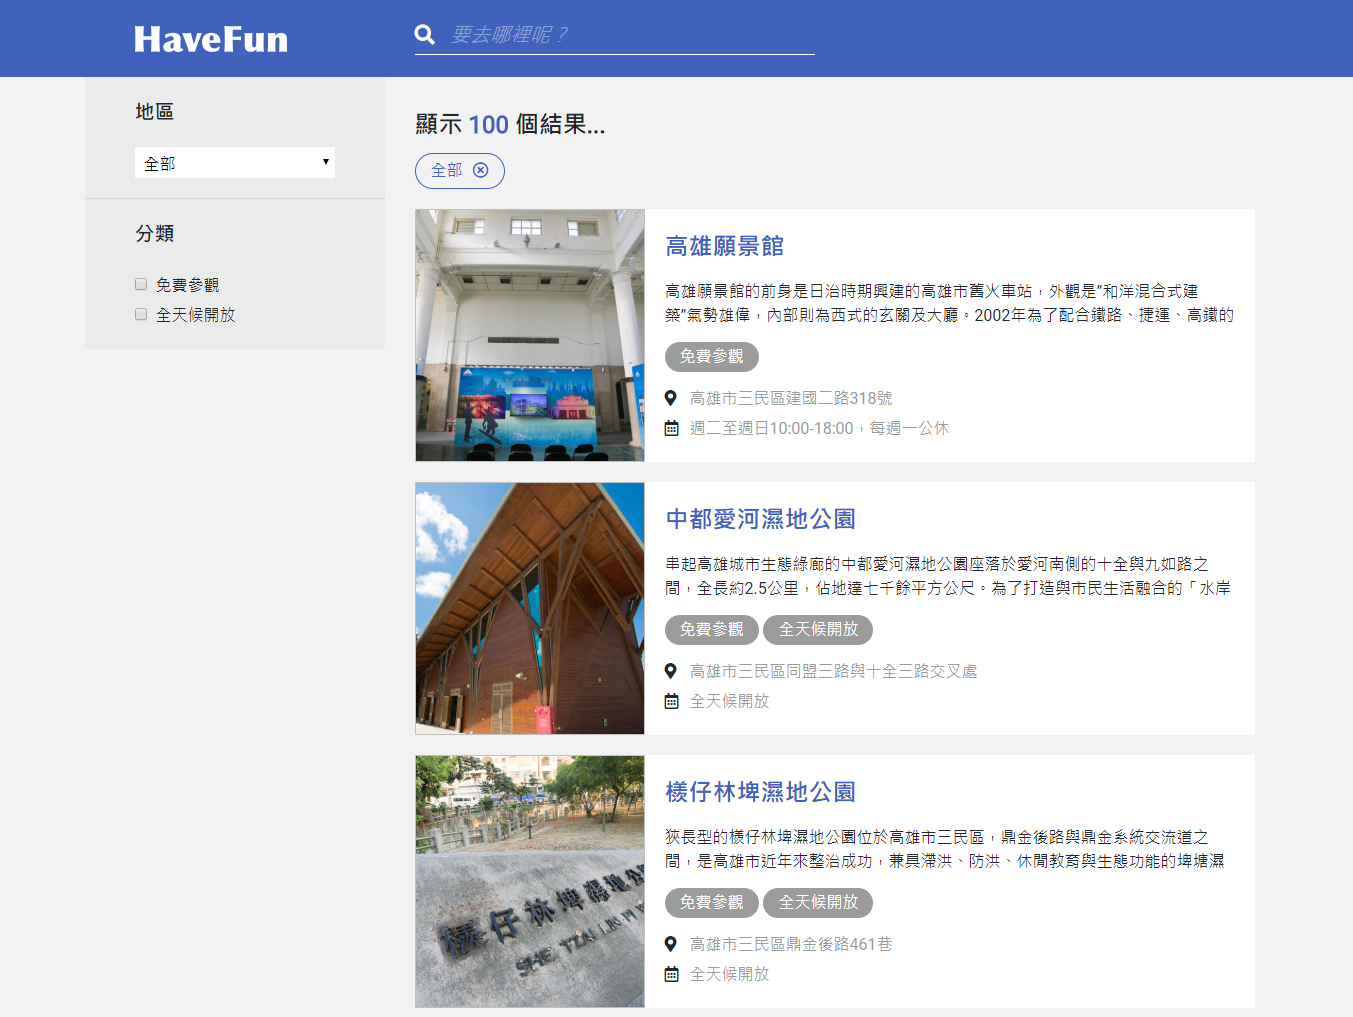 HaveFun
要去哪裡呢？
地區
全部
分類
免費參觀
全天候開放
顯示 100 個結果...
全部
高雄願景館
高雄願景館的前身是日治時期興建的高雄市舊火車站，外觀是”和洋混合式建
築”氣勢雄偉，內部則為西式的玄關及大廳。2002年為了配合鐵路、捷運、高鐵的
免費參觀
高雄市三民區建國二路318號
週二至週日10:00-18:00，每週一公休
中都愛河濕地公園
串起高雄城市生態綠廊的中都愛河濕地公園座落於愛河南側的十全與九如路之
間，全長約2.5公里，佔地達七千餘平方公尺。為了打造與市民生活融合的「水岸
免費參觀 全天候開放
高雄市三民區同盟三路與十全三路交叉處
全天候開放
檨仔林埤濕地公園
狹長型的檨仔林埤濕地公園位於高雄市三民區，鼎金後路與鼎金系統交流道之
間，是高雄市近年來整治成功，兼具滯洪、防洪、休閒教育與生態功能的埤塘濕
免費參觀 全天候開放
檨仔林埤濕地公
SHE TZAI LIN PI
高雄市三民區鼎金後路461巷
全天候開放